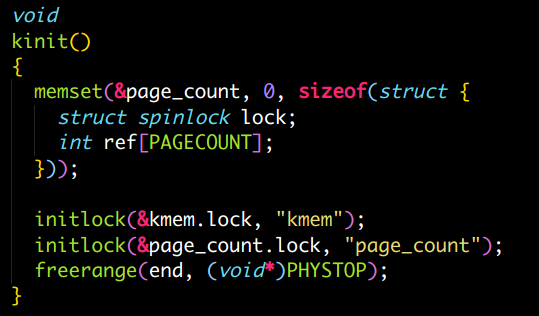 void
kinit()
{
  memset(&page_count, 0, sizeof(struct {
    struct spinlock lock;
    int ref[PAGECOUNT];
  }));

  initlock(&kmem.lock, "kmem");
  initlock(&page_count.lock, "page_count");
  freerange(end, (void*)PHYSTOP);
}